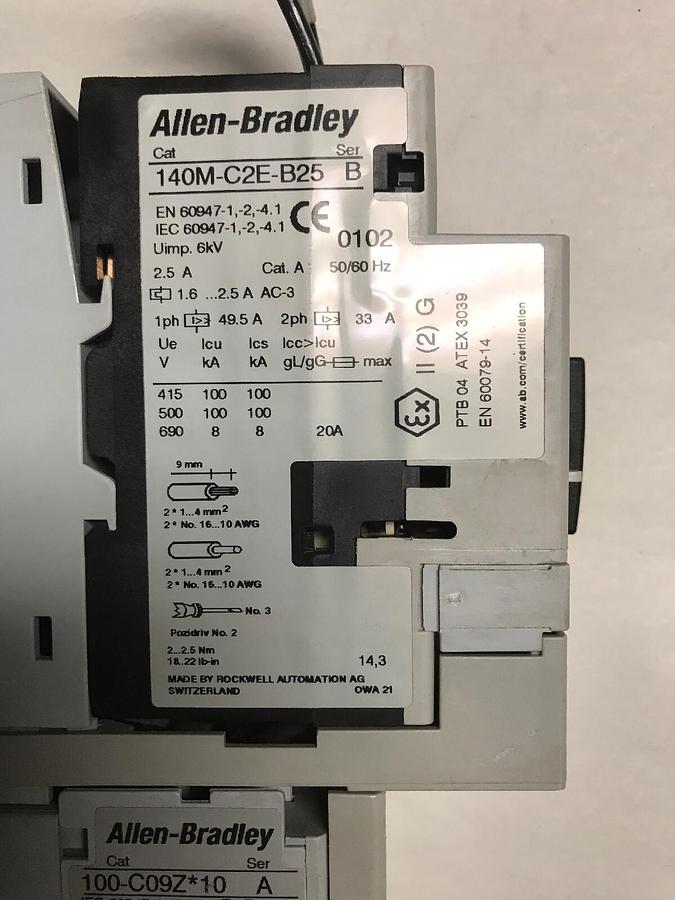 Allen-Bradley
Cat Ser
140M-C2E-B25 B
EN 60947-1,-2,-4.1
IEC 60947-1,-2,-4.1
CE
Uimp. 6kV
0102
2.5 A Cat. A 50/60 Hz
1.6 ...2.5 A AC-3
1ph I> 49.5 A 2ph I> 33 A
Ue Icu Ics Icc>Icu
V kA kA gL/gG max
415 100 100
500 100 100
690 8 8 20A
Ex II (2) G
PTB 04 ATEX 3039
EN 60079-14
www.ab.com/certification
9 mm
2 * 1...4 mm²
2 * No. 16...10 AWG
2 * 1...4 mm²
2 * No. 16...10 AWG
No. 3
Pozidriv No. 2
2...2.5 Nm
18..22 lb-in
14,3
MADE BY ROCKWELL AUTOMATION AG
SWITZERLAND OWA 21
Allen-Bradley
Cat Ser
100-C09Z*10 A